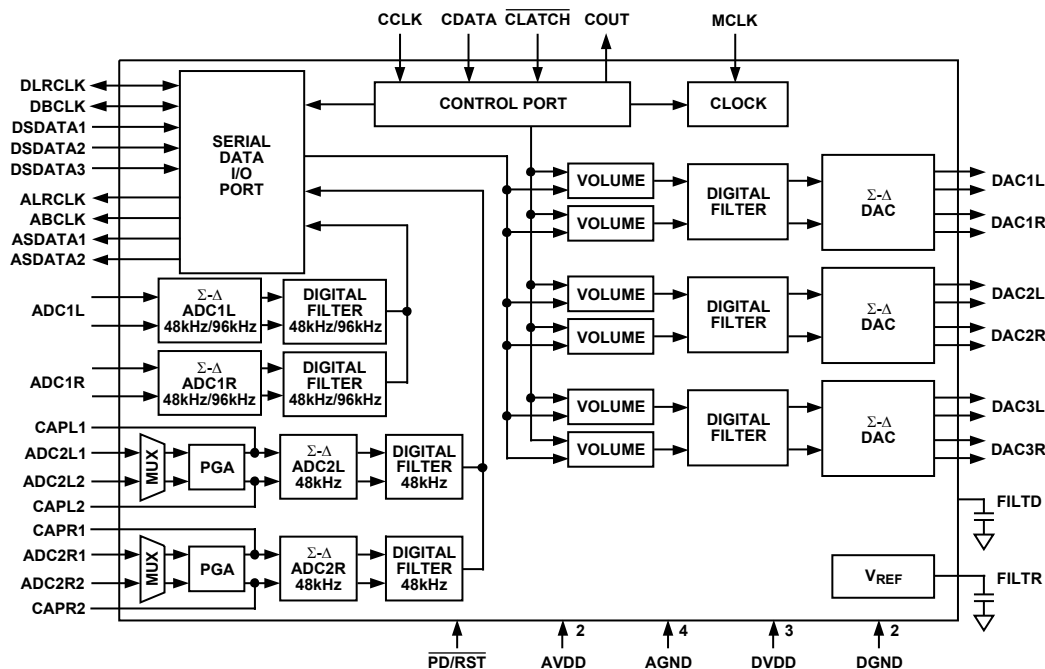 CCLK CDATA CLATCH COUT MCLK
DLRCLK
DBCLK
DSDATA1
DSDATA2
DSDATA3
ALRCLK
ABCLK
ASDATA1
ASDATA2
SERIAL
DATA
I/O
PORT
CONTROL PORT
CLOCK
VOLUME
VOLUME
DIGITAL
FILTER
Σ-Δ
DAC
DAC1L
DAC1R
VOLUME
VOLUME
DIGITAL
FILTER
Σ-Δ
DAC
DAC2L
DAC2R
VOLUME
VOLUME
DIGITAL
FILTER
Σ-Δ
DAC
DAC3L
DAC3R
ADC1L
Σ-Δ
ADC1L
48kHz/96kHz
DIGITAL
FILTER
48kHz/96kHz
ADC1R
Σ-Δ
ADC1R
48kHz/96kHz
DIGITAL
FILTER
48kHz/96kHz
CAPL1
ADC2L1
ADC2L2
CAPL2
MUX
PGA
Σ-Δ
ADC2L
48kHz
DIGITAL
FILTER
48kHz
CAPR1
ADC2R1
ADC2R2
CAPR2
MUX
PGA
Σ-Δ
ADC2R
48kHz
DIGITAL
FILTER
48kHz
FILTD
VREF
FILTR
2 4 3 2
PD/RST AVDD AGND DVDD DGND